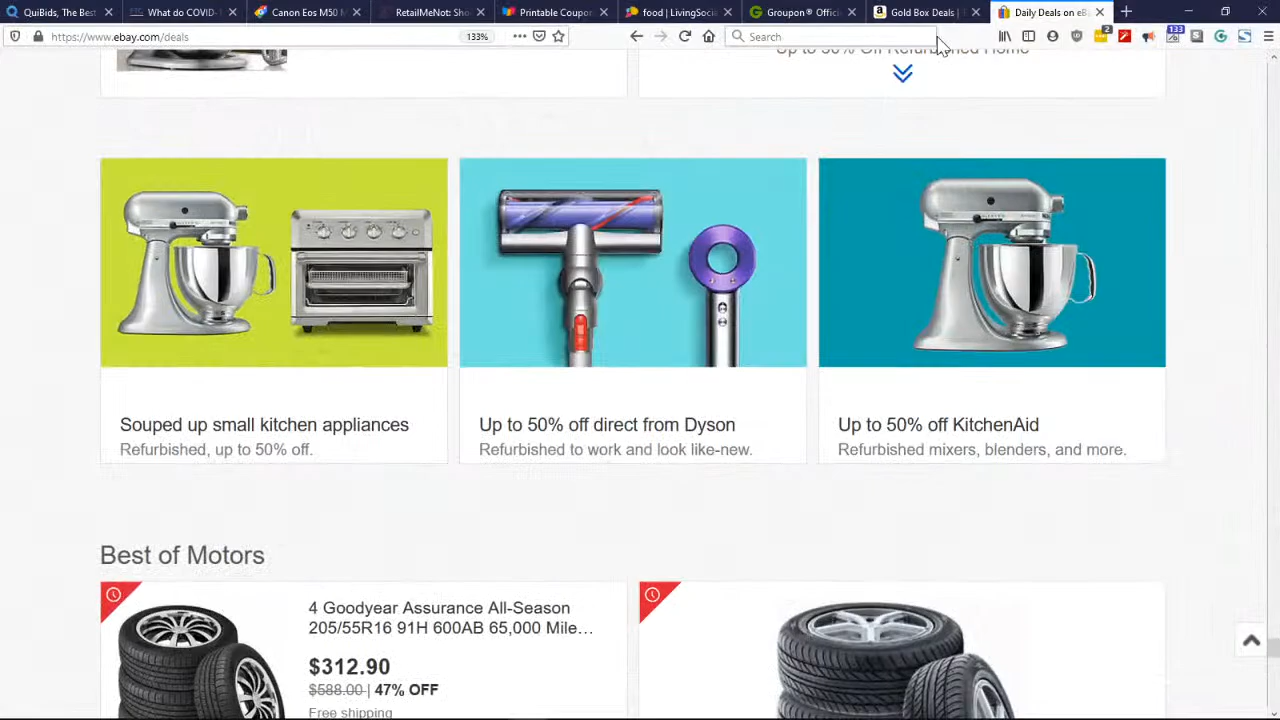 QuiBids, The Best
What do COVID-
Canon Eos M50 M
RetailMeNot: Sho
Printable Coupon
food | LivingSocia
Groupon® Offici
Gold Box Deals |
Daily Deals on eB
https://www.ebay.com/deals
133%
Search
2
133
Up to 50% Off Refurbished Home
Souped up small kitchen appliances
Refurbished, up to 50% off.
Up to 50% off direct from Dyson
Refurbished to work and look like-new.
Up to 50% off KitchenAid
Refurbished mixers, blenders, and more.
Best of Motors
4 Goodyear Assurance All-Season
205/55R16 91H 600AB 65,000 Mile…
$312.90
$588.00 | 47% OFF
Free shipping